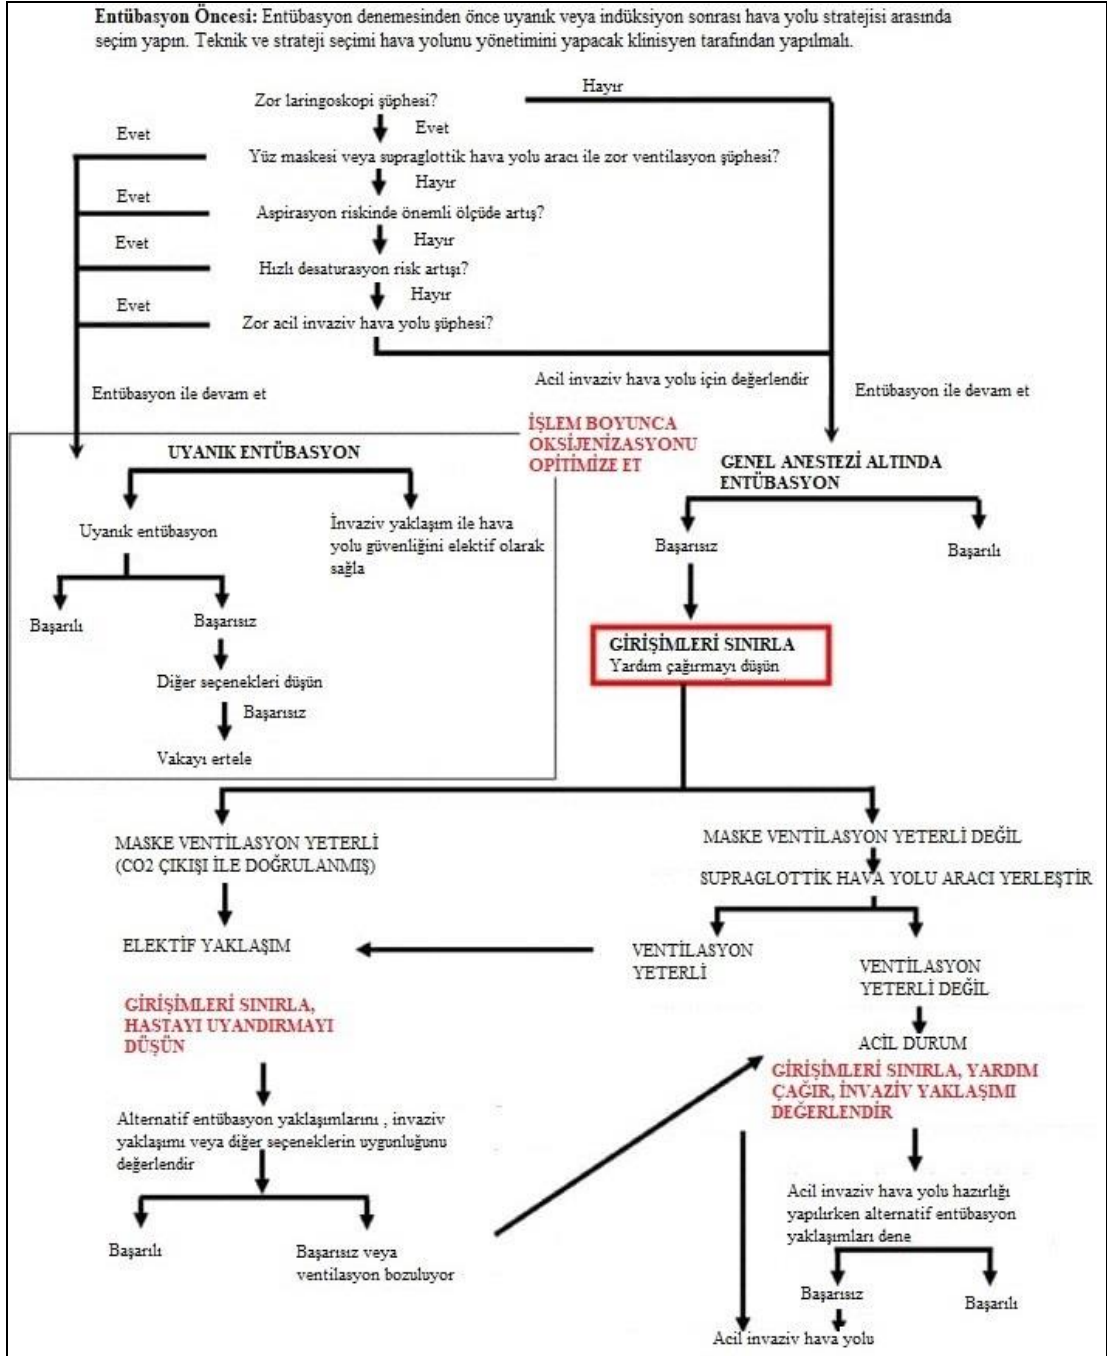 Entübasyon Öncesi: Entübasyon denemesinden önce uyanık veya indüksiyon sonrası hava yolu stratejisi arasında
seçim yapın. Teknik ve strateji seçimi hava yolunu yönetimini yapacak klinisyen tarafından yapılmalı.
Hayır
Zor laringoskopi şüphesi?
Evet
Evet
Yüz maskesi veya supraglottik hava yolu aracı ile zor ventilasyon şüphesi?
Hayır
Evet
Aspirasyon riskinde önemli ölçüde artış?
Evet
Hayır
Hızlı desaturasyon risk artışı?
Hayır
Evet
Zor acil invaziv hava yolu şüphesi?
Acil invaziv hava yolu için değerlendir
Entübasyon ile devam et
Entübasyon ile devam et
İŞLEM BOYUNCA
OKSİJENİZASYONU
OPİTİMİZE ET
UYANIK ENTÜBASYON
GENEL ANESTEZİ ALTINDA
ENTÜBASYON
Uyanık entübasyon
İnvaziv yaklaşım ile hava
yolu güvenliğini elektif olarak
sağla
Başarısız
Başarılı
Başarılı
Başarısız
Diğer seçenekleri düşün
Başarısız
Vakayı ertele
GİRİŞİMLERİ SINIRLA
Yardım çağırmayı düşün
MASKE VENTİLASYON YETERLİ
(CO2 ÇIKIŞI İLE DOĞRULANMIŞ)
MASKE VENTİLASYON YETERLİ DEĞİL
SUPRAGLOTTİK HAVA YOLU ARACI YERLEŞTİR
ELEKTİF YAKLAŞIM
VENTİLASYON
YETERLİ
VENTİLASYON
YETERLİ DEĞİL
GİRİŞİMLERİ SINIRLA,
HASTAYI UYANDIRMAYI
DÜŞÜN
ACİL DURUM
GİRİŞİMLERİ SINIRLA, YARDIM
ÇAĞIR, İNVAZİV YAKLAŞIMI
DEĞERLENDİR
Alternatif entübasyon yaklaşımlarını , invaziv
yaklaşımı veya diğer seçeneklerin uygunluğunu
değerlendir
Acil invaziv hava yolu hazırlığı
yapılırken alternatif entübasyon
yaklaşımları dene
Başarılı
Başarısız veya
ventilasyon bozuluyor
Başarısız
Başarılı
Acil invaziv hava yolu